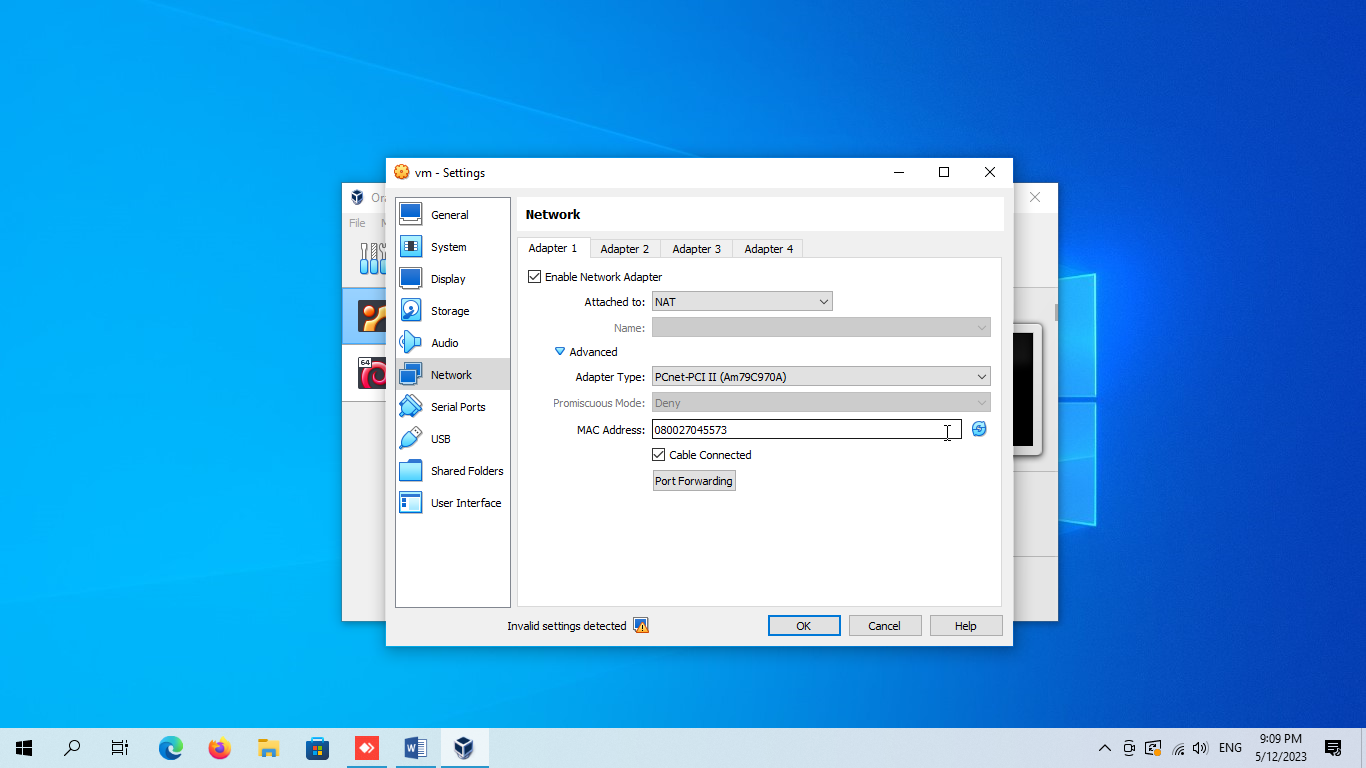 vm - Settings
Ora
File
64
General
System
Display
Storage
Audio
Network
Serial Ports
USB
Shared Folders
User Interface
Network
Adapter 1
Adapter 2
Adapter 3
Adapter 4
Enable Network Adapter
Attached to:
NAT
Name:
Advanced
Adapter Type:
PCnet-PCI II (Am79C970A)
Promiscuous Mode:
Deny
MAC Address:
080027045573
Cable Connected
Port Forwarding
Invalid settings detected
OK
Cancel
Help
W
ENG
9:09 PM
5/12/2023